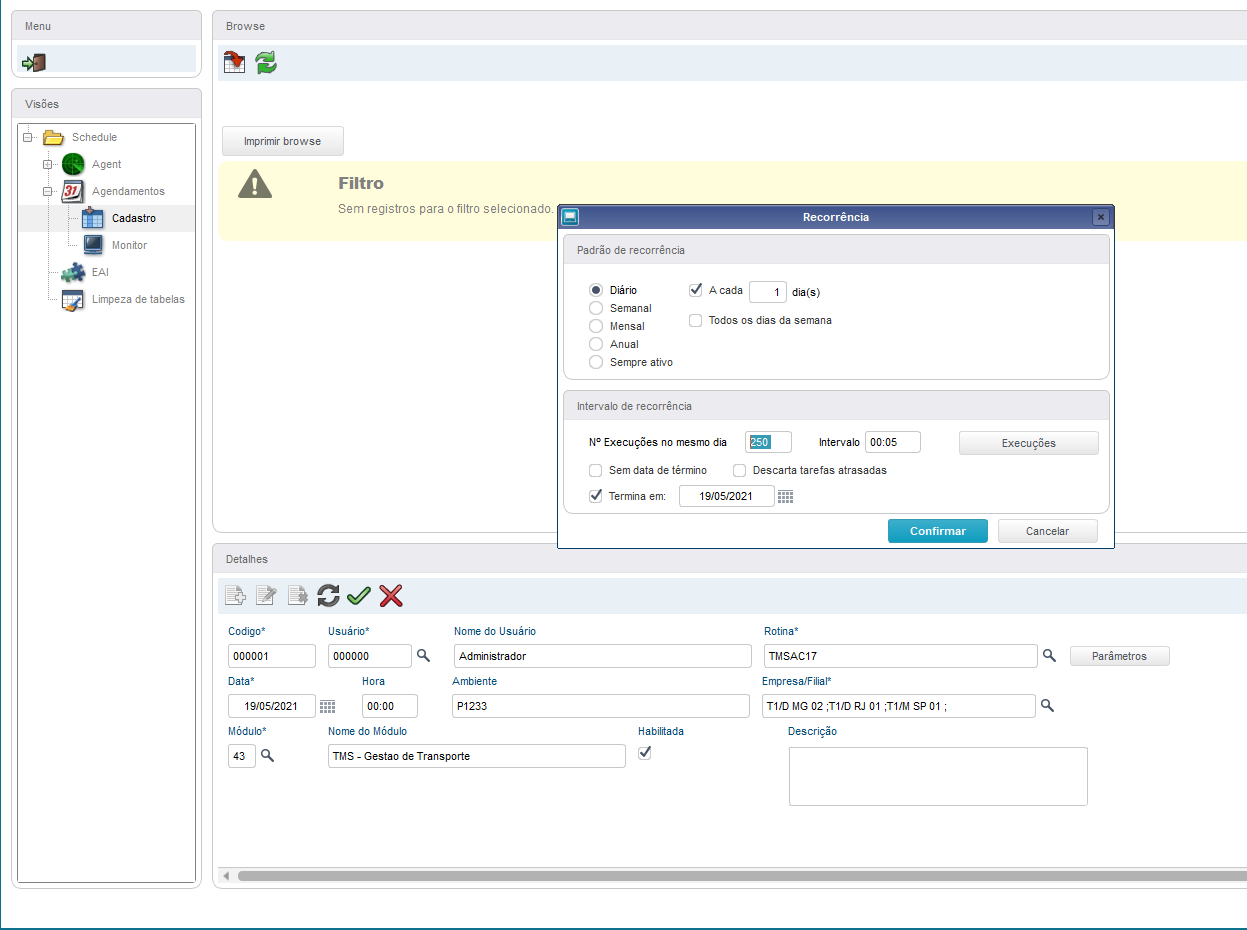 Menu
Browse
Visões
Schedule
Agent
31 Agendamentos
Cadastro
Monitor
EAI
Limpeza de tabelas
Imprimir browse
Filtro
Sem registros para o filtro selecionado.
Recorrência
Padrão de recorrência
Diário
A cada 1 dia(s)
Semanal
Mensal
Todos os dias da semana
Anual
Sempre ativo
Intervalo de recorrência
Nº Execuções no mesmo dia 250 Intervalo 00:05 Execuções
Sem data de término Descarta tarefas atrasadas
Termina em: 19/05/2021
Confirmar Cancelar
Detalhes
Codigo* Usuário* Nome do Usuário Rotina*
000001 000000 Administrador TMSAC17 Parâmetros
Data* Hora Ambiente Empresa/Filial*
19/05/2021 00:00 P1233 T1/D MG 02 ;T1/D RJ 01 ;T1/M SP 01 ;
Módulo* Nome do Módulo Habilitada Descrição
43 TMS - Gestao de Transporte